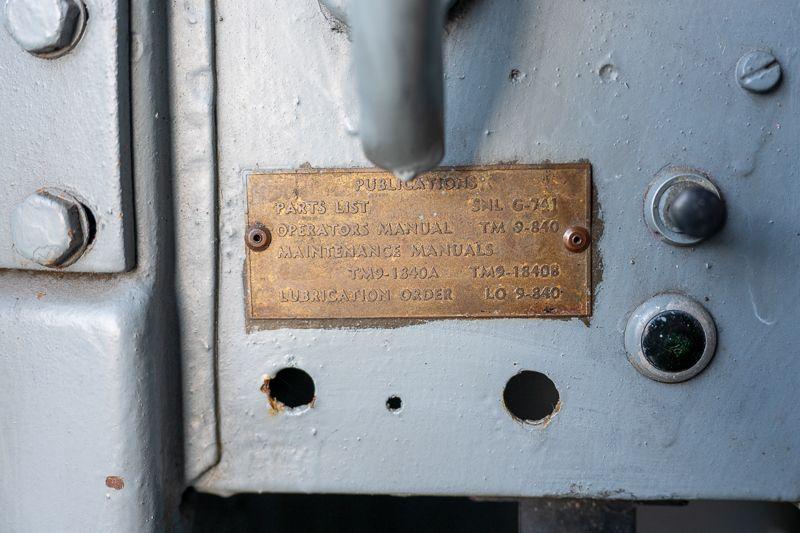 PUBLICATIONS
PARTS LIST SNL G-741
OPERATORS MANUAL TM 9-840
MAINTENANCE MANUALS
TM9-1840A TM9-1840B
LUBRICATION ORDER LO 9-840